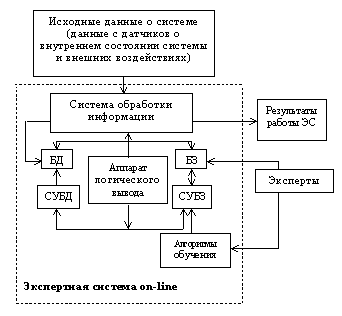 Исходные данные о системе
(данные с датчиков о
внутреннем состоянии системы
и внешних воздействиях)
Система обработки
информации
Результаты
работы ЭС
БД
Аппарат
логического
вывода
БЗ
Эксперты
СУБД
СУБЗ
Алгоримы
обучения
Экспертная система on-line